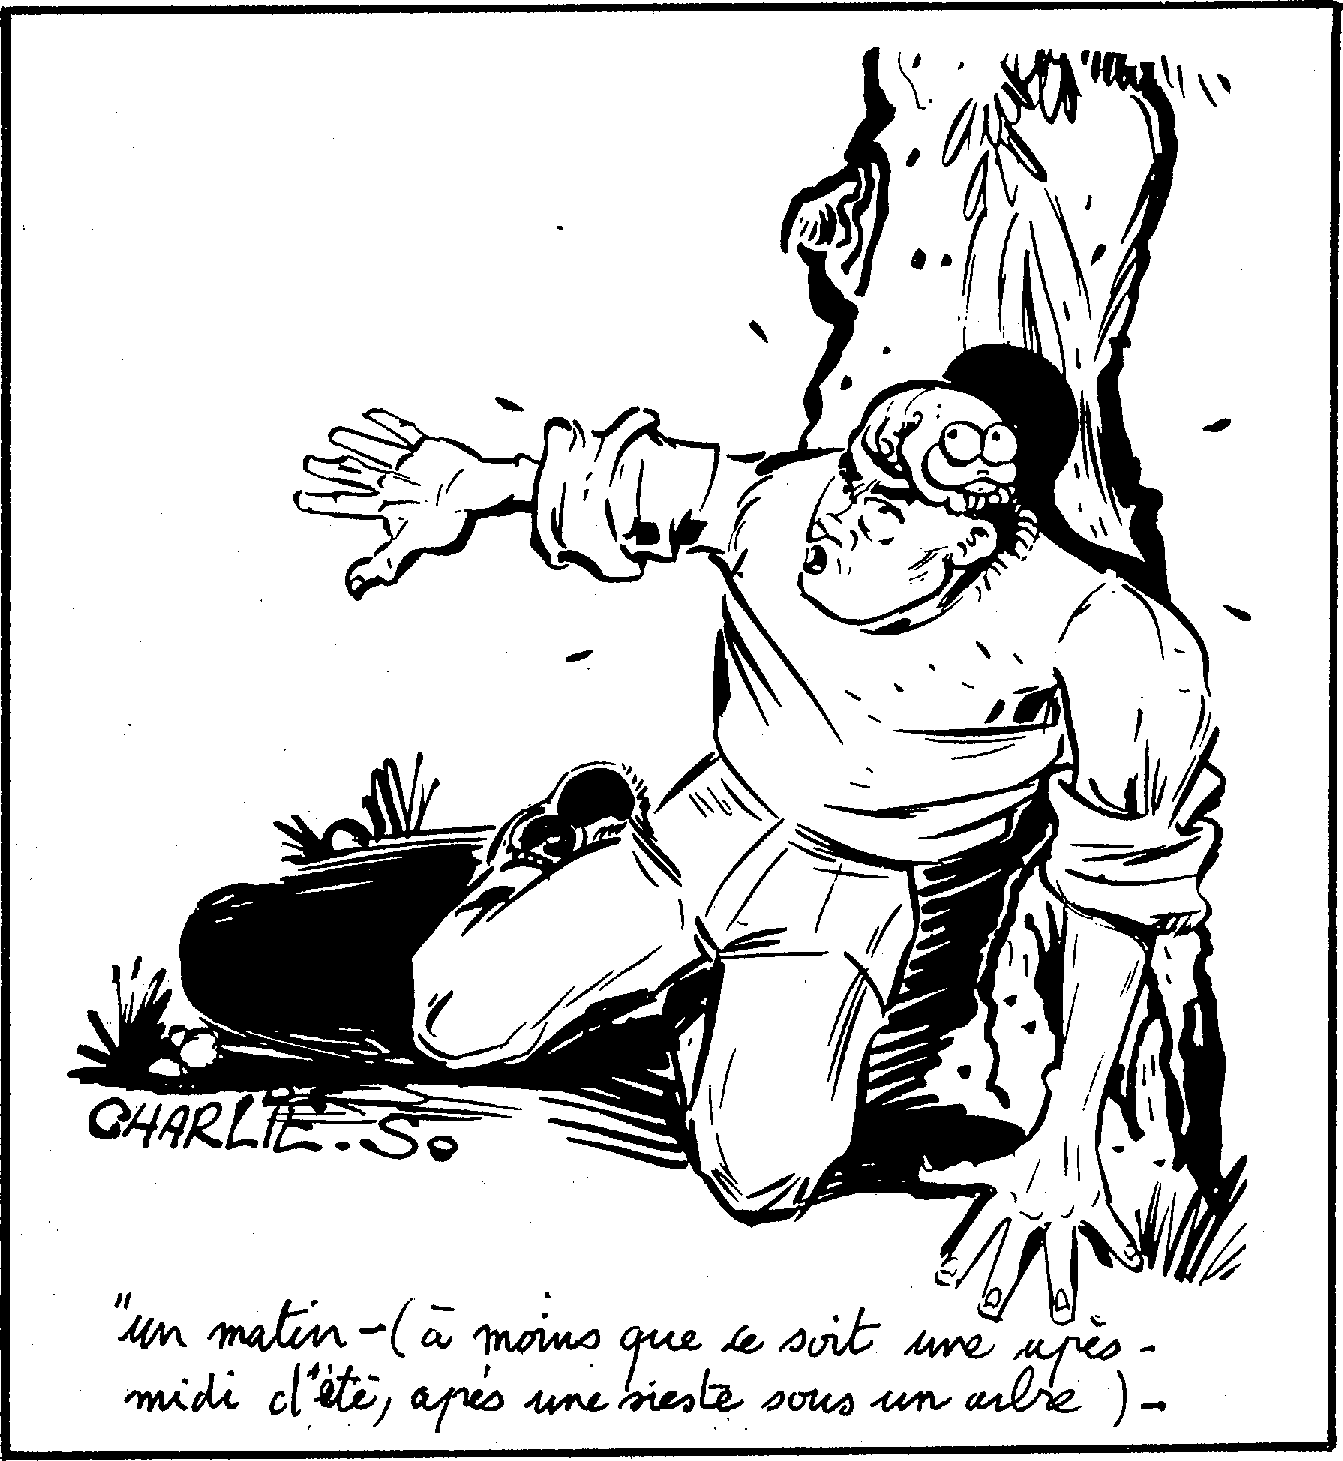 CHARLIE.S.
"un matin - (à moins que ce soit une après-
midi d'été, après une sieste sous un arbre) -